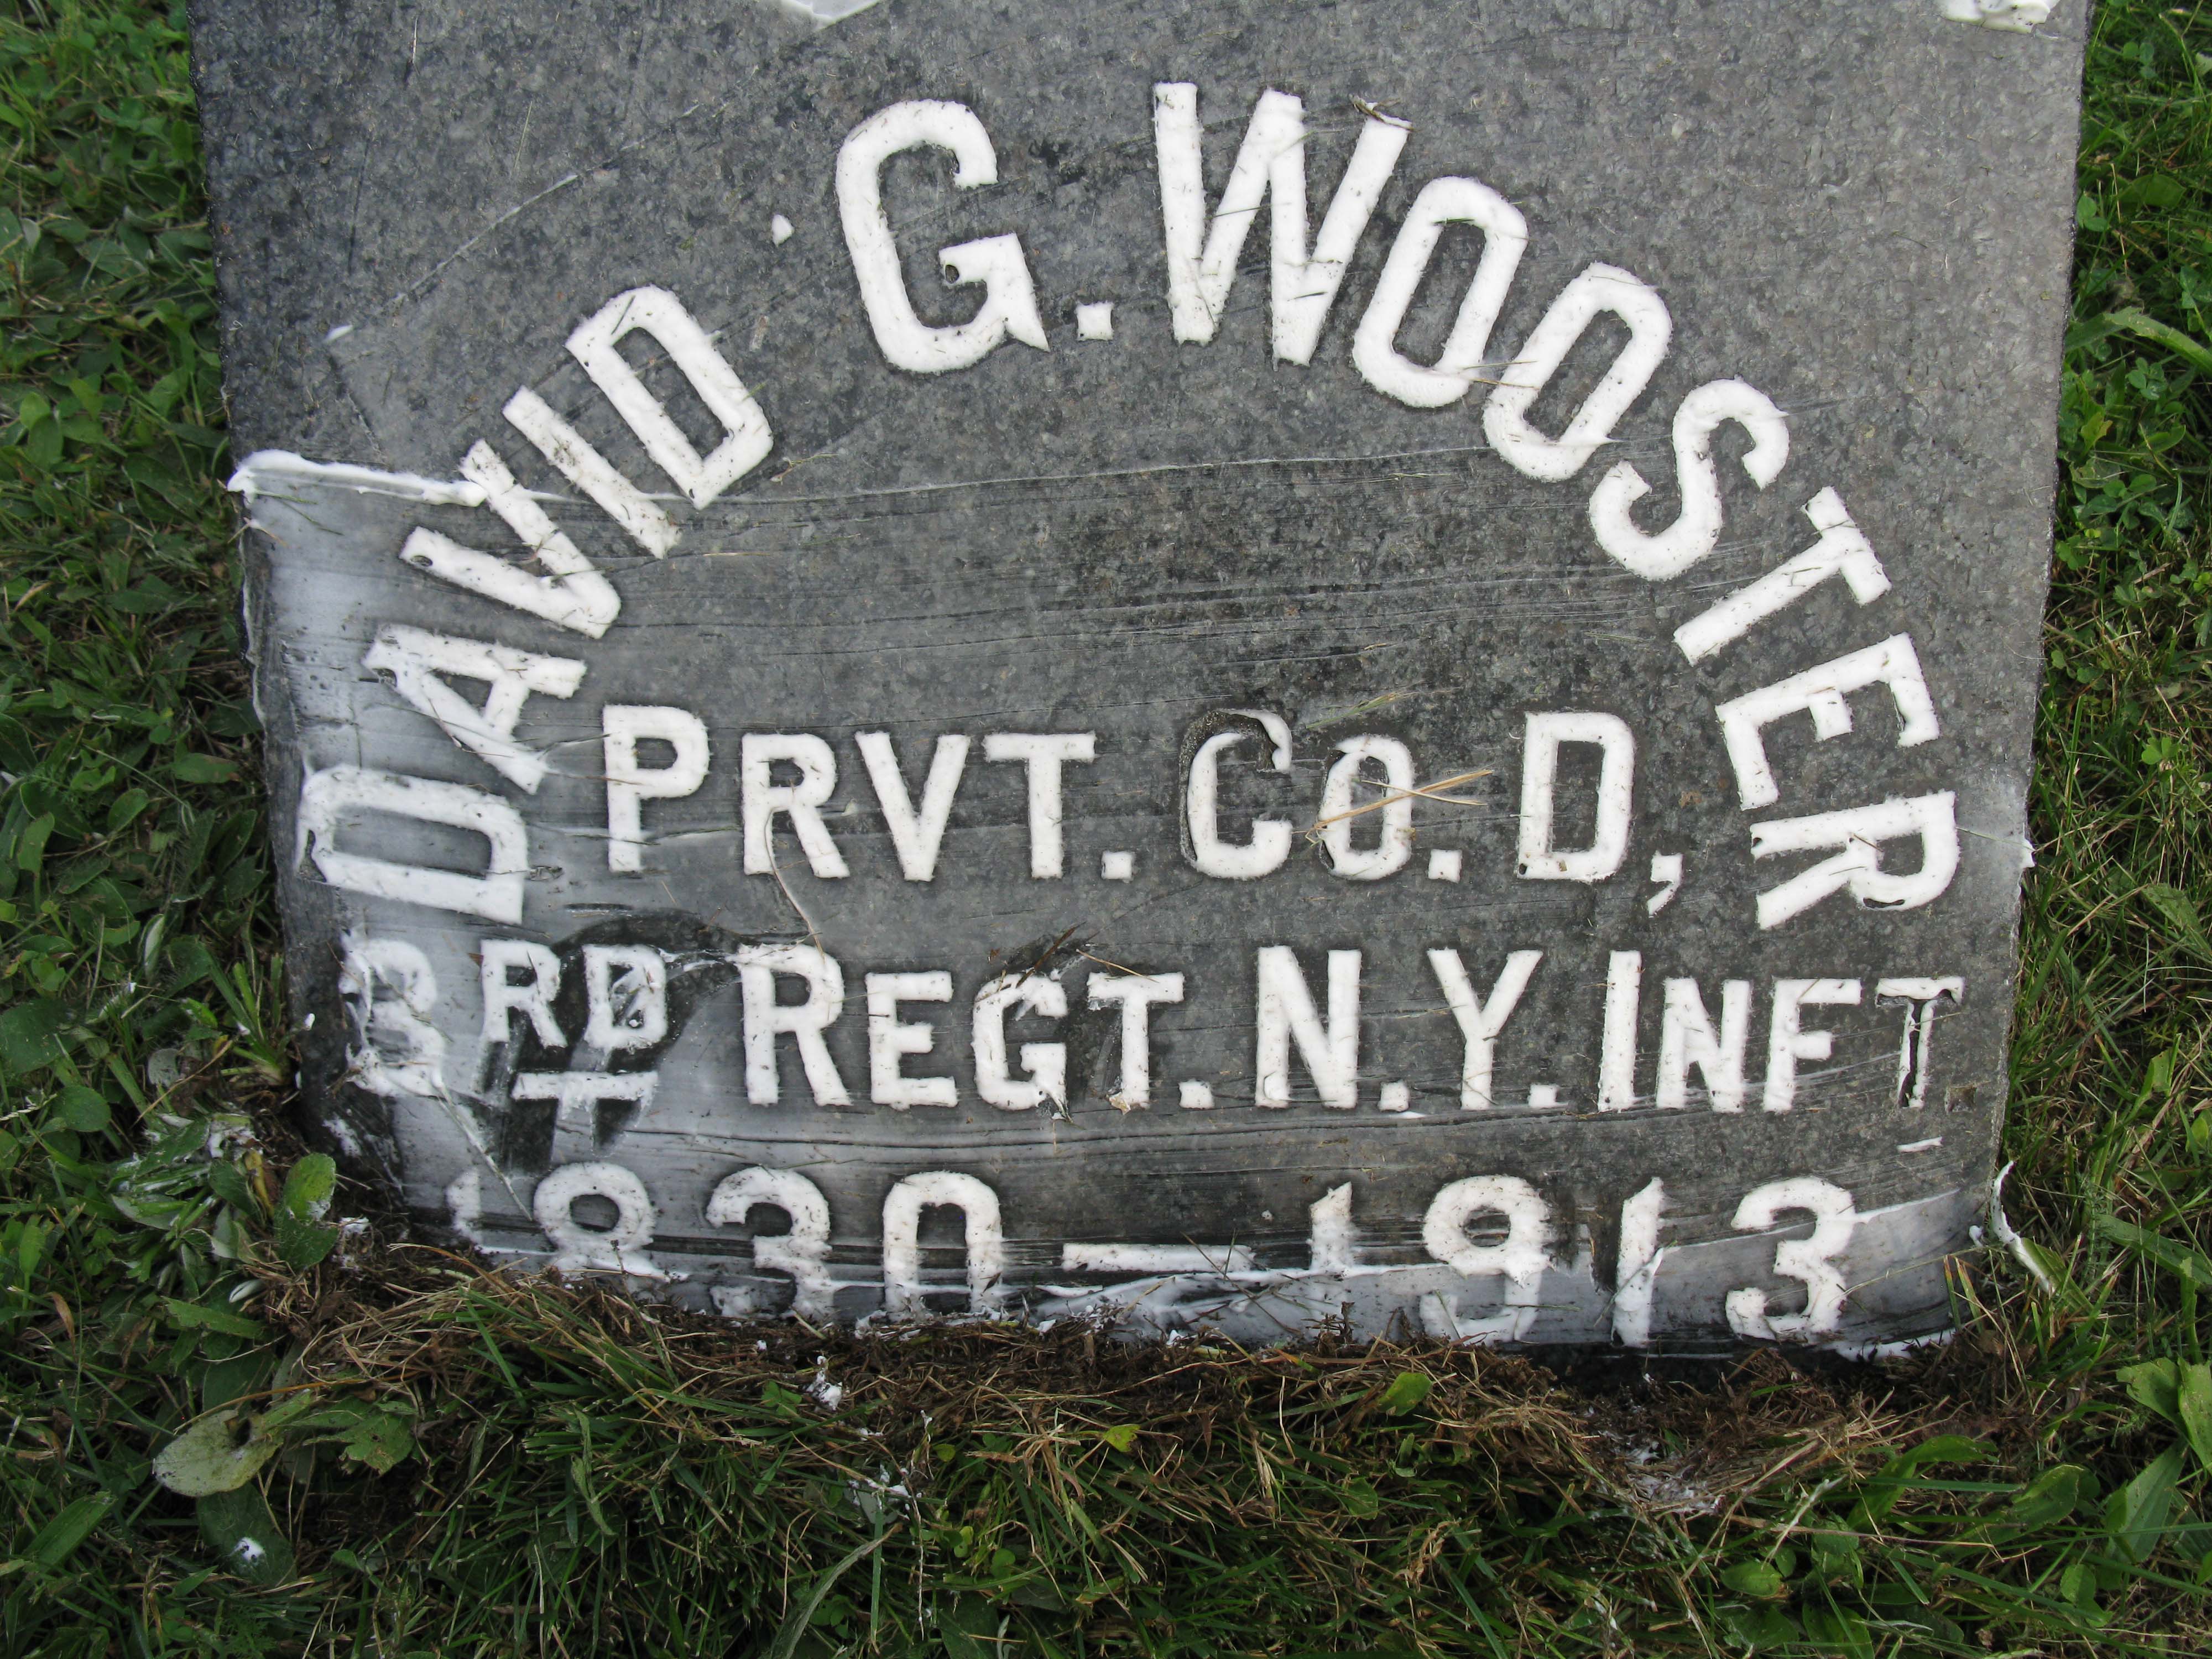 DAVID G. WOOSTER
PRVT. CO. D,
3RD REGT. N.Y. INFT
1830 — 1913